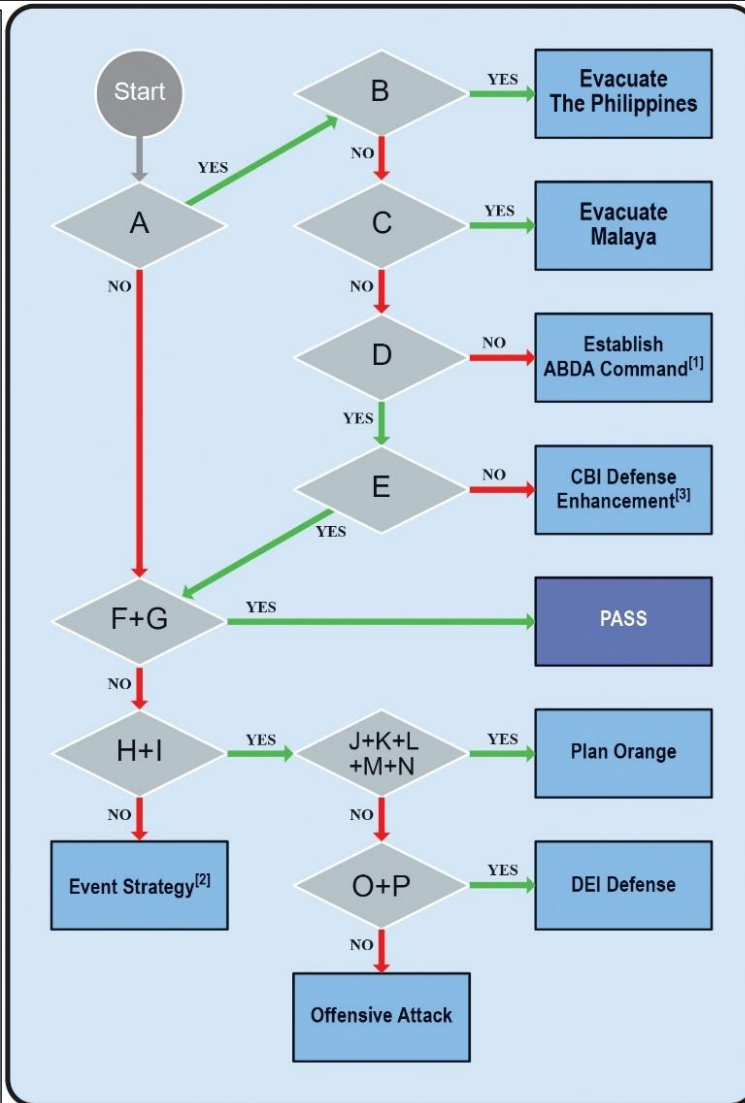 Start
B
YES
Evacuate
The Philippines
YES
NO
A
C
YES
Evacuate
Malaya
NO
NO
D
NO
Establish
ABDA Command[1]
YES
E
NO
CBI Defense
Enhancement[3]
YES
F+G
YES
PASS
NO
H+I
YES
J+K+L
+M+N
YES
Plan Orange
NO
NO
Event Strategy[2]
O+P
YES
DEI Defense
NO
Offensive Attack